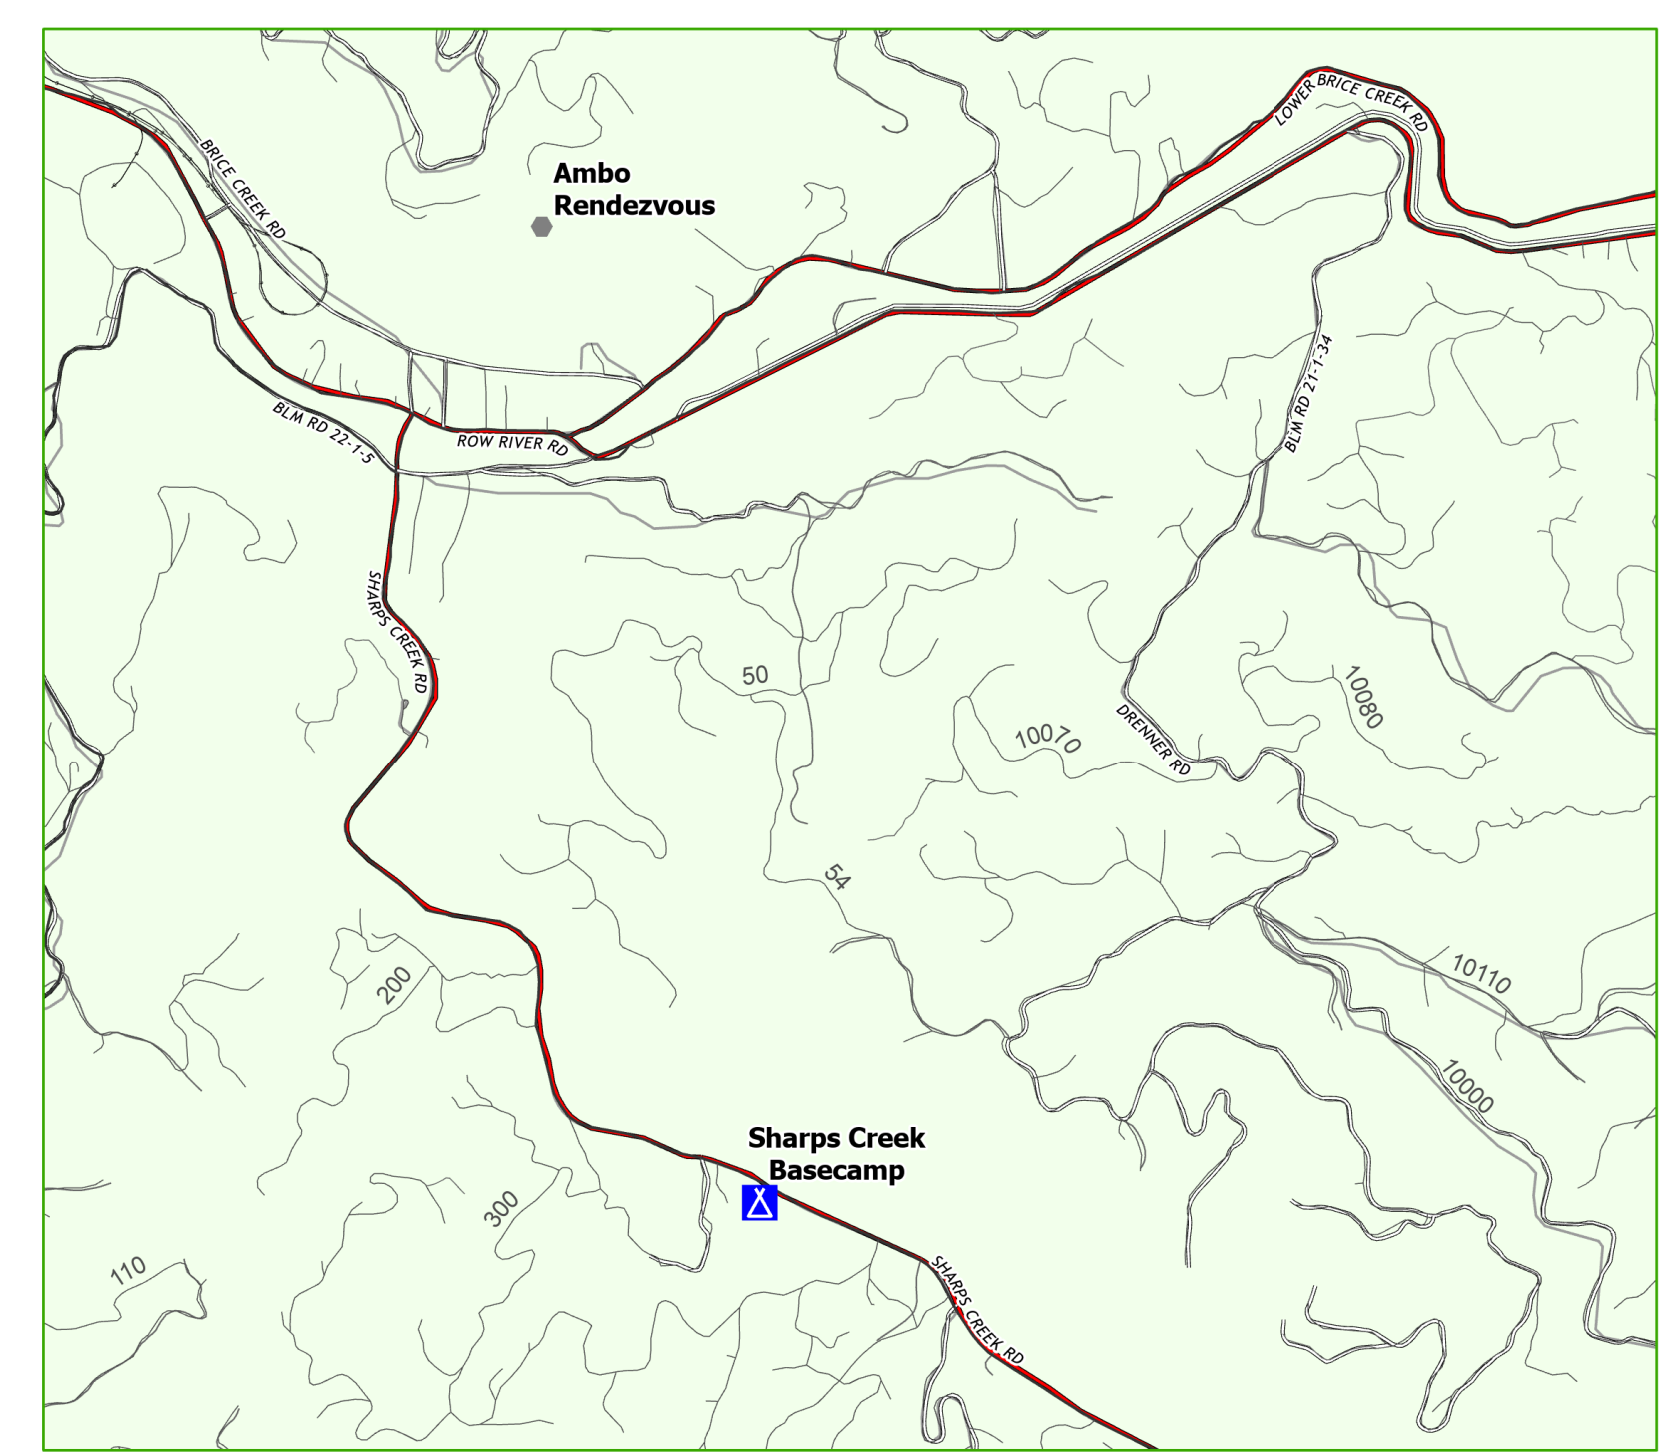 LOWER BRICE CREEK RD
BRICE CREEK RD
Ambo
Rendezvous
BLM RD 21-1-34
BLM RD 22-1-5
ROW RIVER RD
SHARPS CREEK RD
50
10080
10070
DRENNER RD
54
200
10110
10000
Sharps Creek
Basecamp
300
110
SHARPS CREEK RD